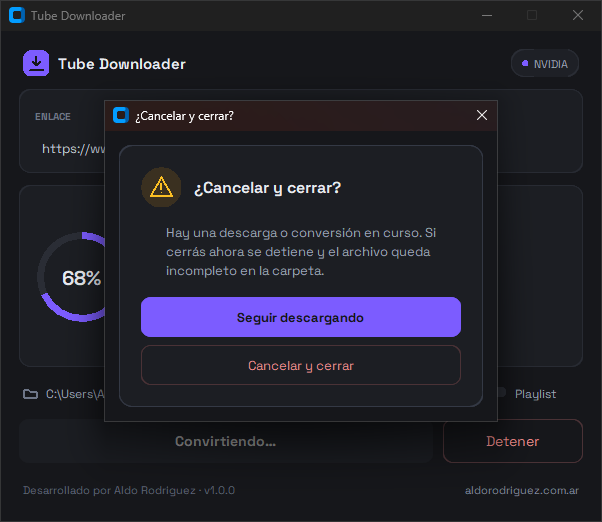 Tube Downloader
Tube Downloader
NVIDIA
ENLACE
https://ww
¿Cancelar y cerrar?
¿Cancelar y cerrar?
Hay una descarga o conversión en curso. Si
cerrás ahora se detiene y el archivo queda
incompleto en la carpeta.
Seguir descargando
Cancelar y cerrar
68%
C:\Users\A
Playlist
Convirtiendo...
Detener
Desarrollado por Aldo Rodriguez · v1.0.0
aldorodriguez.com.ar